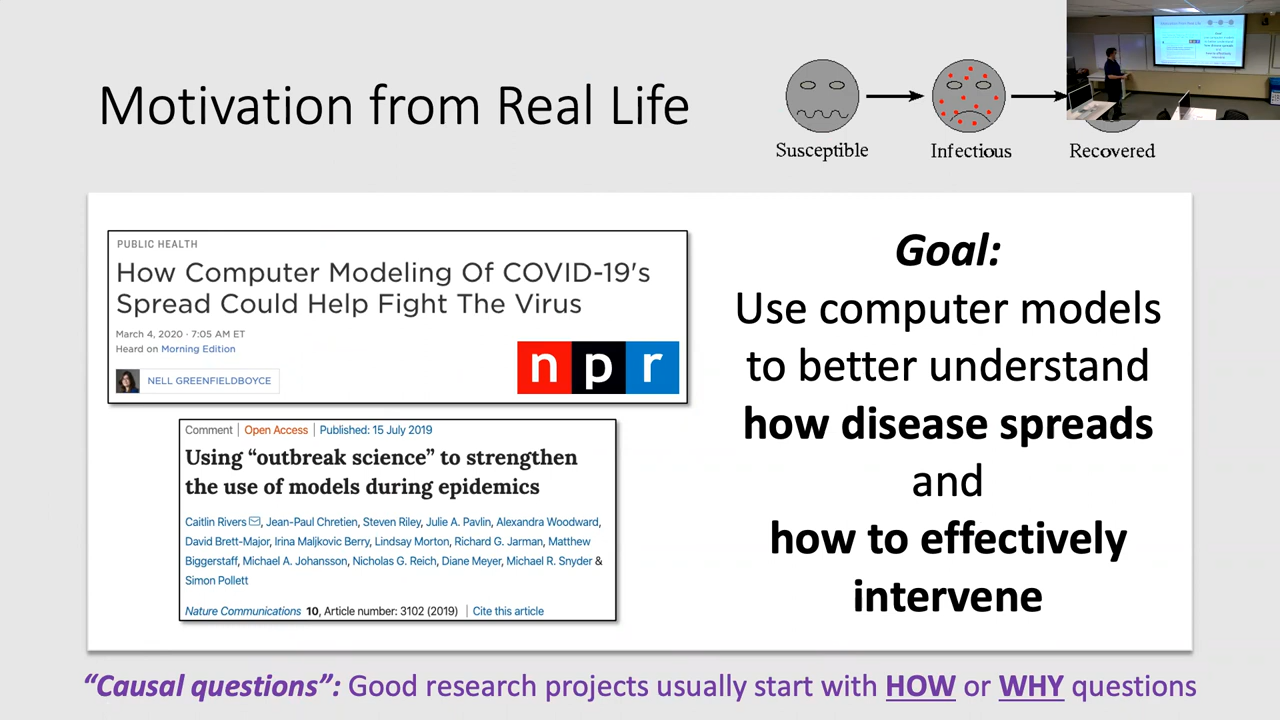 Motivation from Real Life
Susceptible
Infectious
Recovered
PUBLIC HEALTH
How Computer Modeling Of COVID-19's
Spread Could Help Fight The Virus
March 4, 2020 · 7:05 AM ET
Heard on Morning Edition
NELL GREENFIELDBOYCE
npr
Comment | Open Access | Published: 15 July 2019
Using “outbreak science” to strengthen
the use of models during epidemics
Caitlin Rivers, Jean-Paul Chretien, Steven Riley, Julie A. Pavlin, Alexandra Woodward,
David Brett-Major, Irina Maljkovic Berry, Lindsay Morton, Richard G. Jarman, Matthew
Biggerstaff, Michael A. Johansson, Nicholas G. Reich, Diane Meyer, Michael R. Snyder &
Simon Pollett
Nature Communications 10, Article number: 3102 (2019) | Cite this article
Goal:
Use computer models
to better understand
how disease spreads
and
how to effectively
intervene
“Causal questions”: Good research projects usually start with HOW or WHY questions